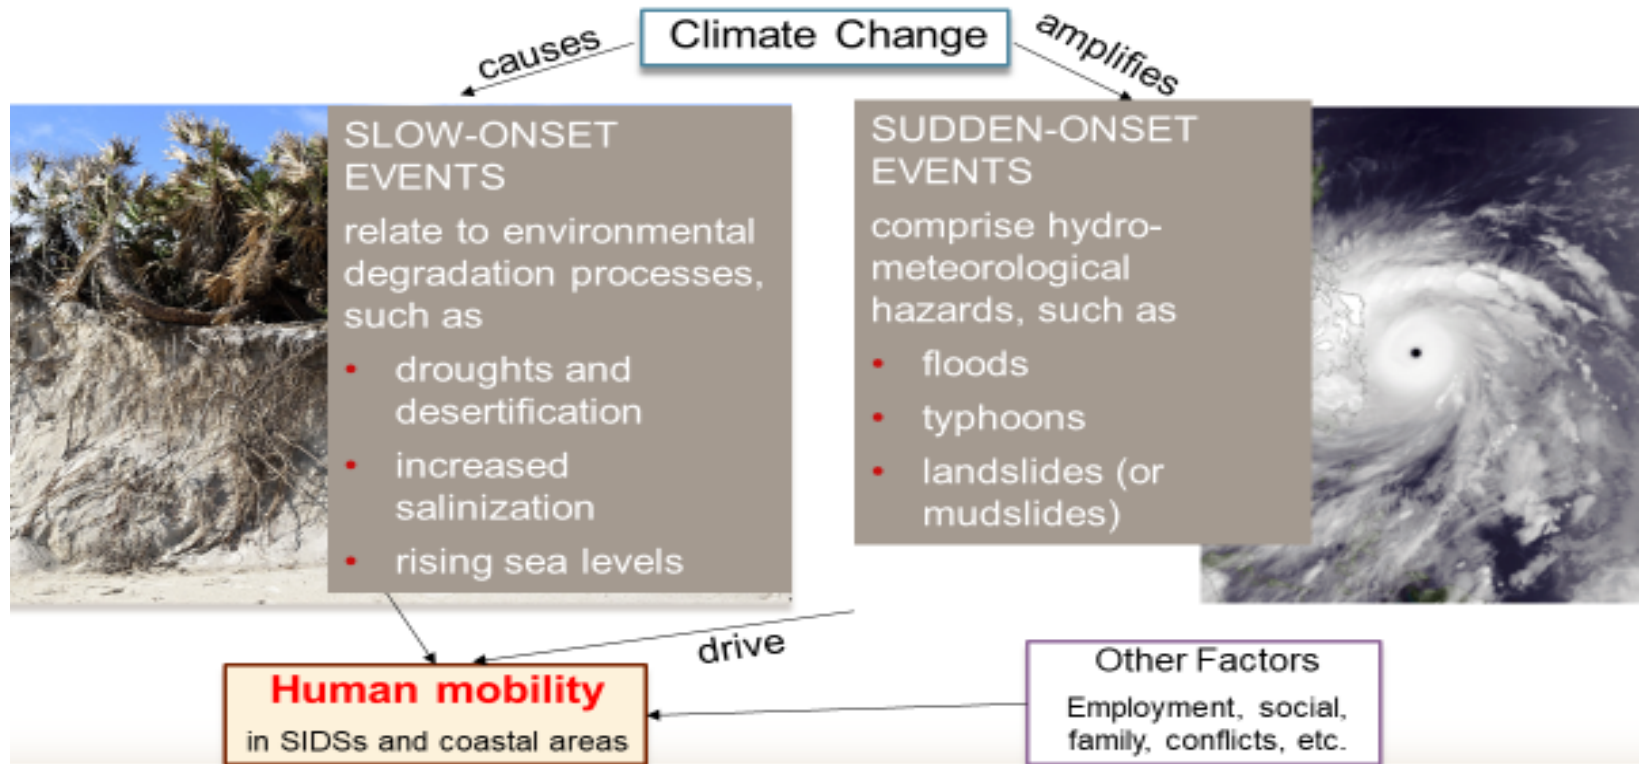 Climate Change
causes
amplifies
SLOW-ONSET
EVENTS
relate to environmental
degradation processes,
such as
• droughts and
desertification
• increased
salinization
• rising sea levels
SUDDEN-ONSET
EVENTS
comprise hydro-
meteorological
hazards, such as
• floods
• typhoons
• landslides (or
mudslides)
drive
Human mobility
in SIDSs and coastal areas
Other Factors
Employment, social,
family, conflicts, etc.